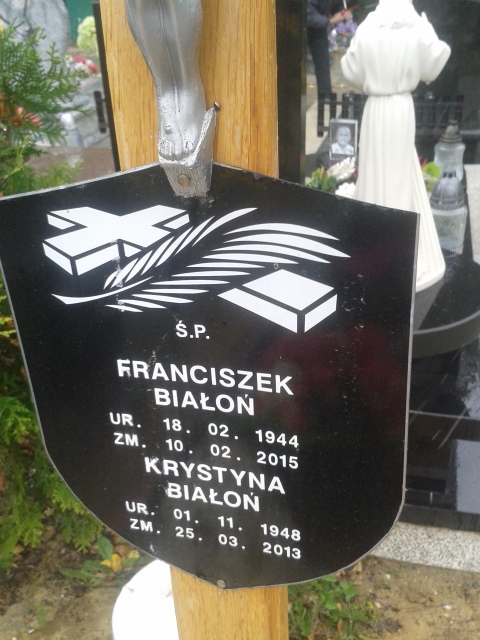 Ś.P.
FRANCISZEK
BIAŁOŃ
UR. 18. 02. 1944
ZM. 10. 02. 2015
KRYSTYNA
BIAŁOŃ
UR. 01. 11. 1948
ZM. 25. 03. 2013